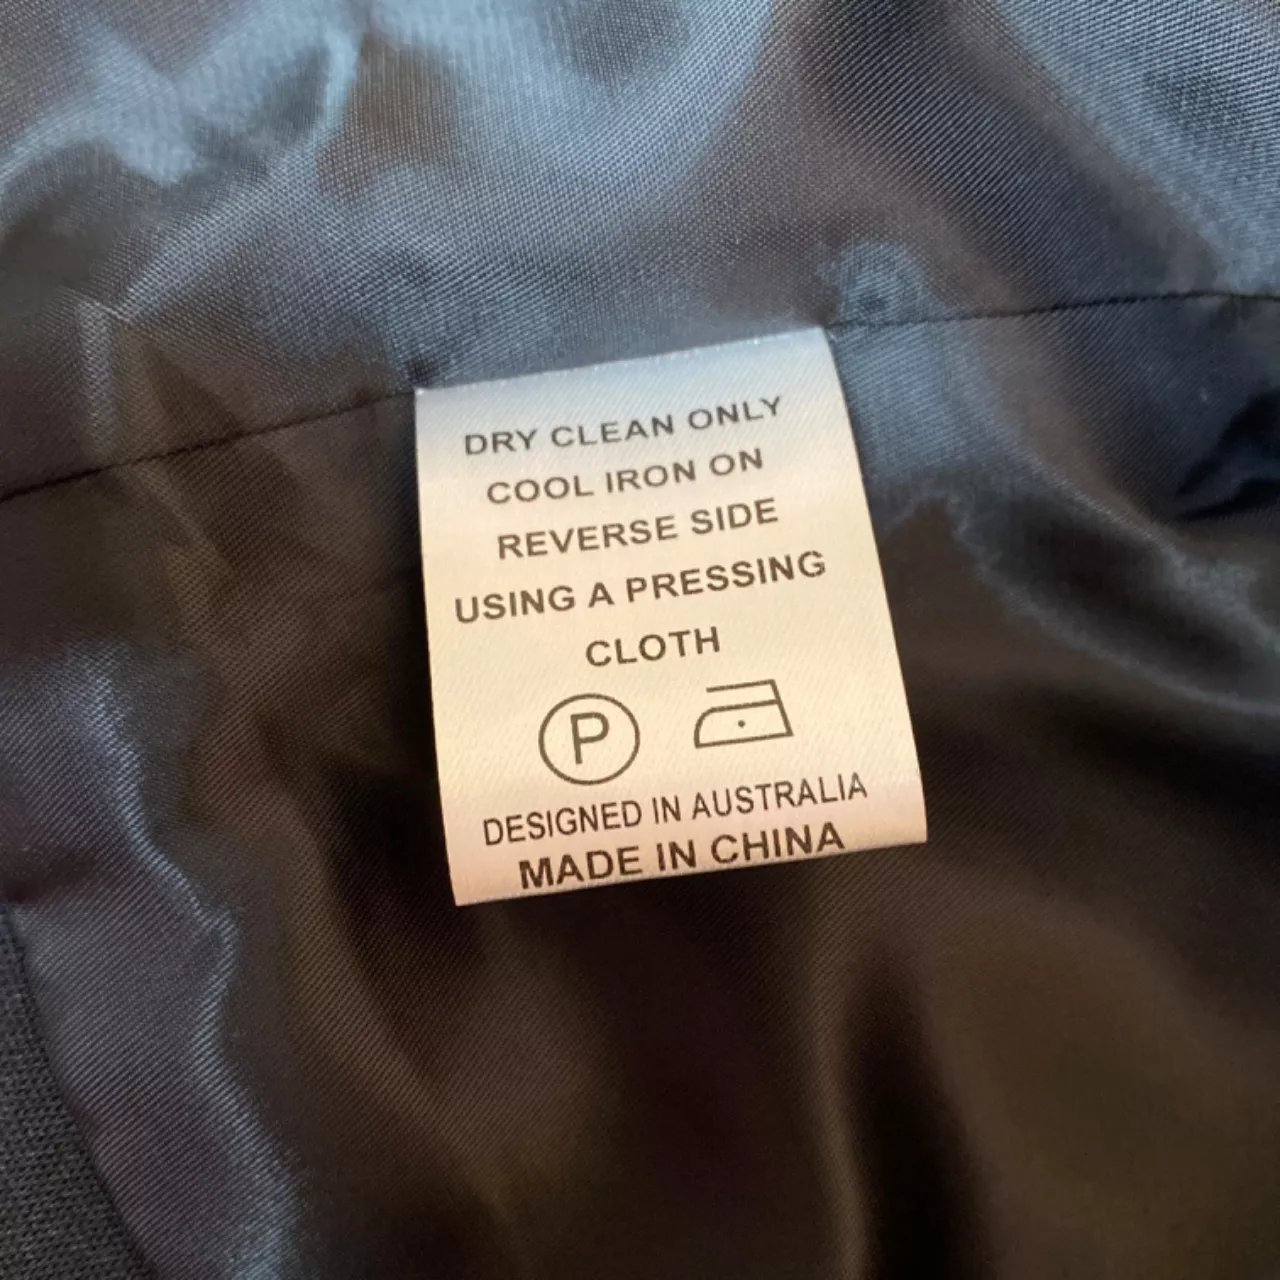 DRY CLEAN ONLY
COOL IRON ON
REVERSE SIDE
USING A PRESSING
CLOTH
P
DESIGNED IN AUSTRALIA
MADE IN CHINA